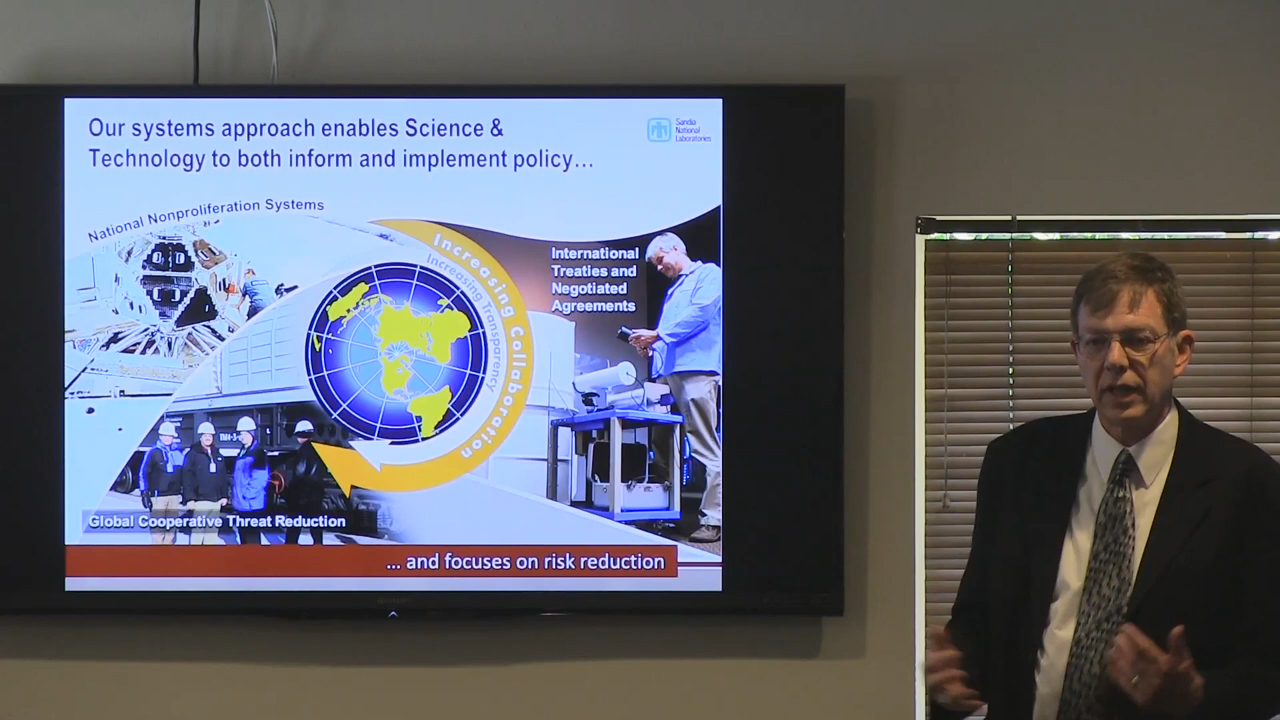 Our systems approach enables Science &
Technology to both inform and implement policy...
Sandia
National
Laboratories
National Nonproliferation Systems
Increasing Collaboration
Increasing Transparency
International
Treaties and
Negotiated
Agreements
Global Cooperative Threat Reduction
... and focuses on risk reduction